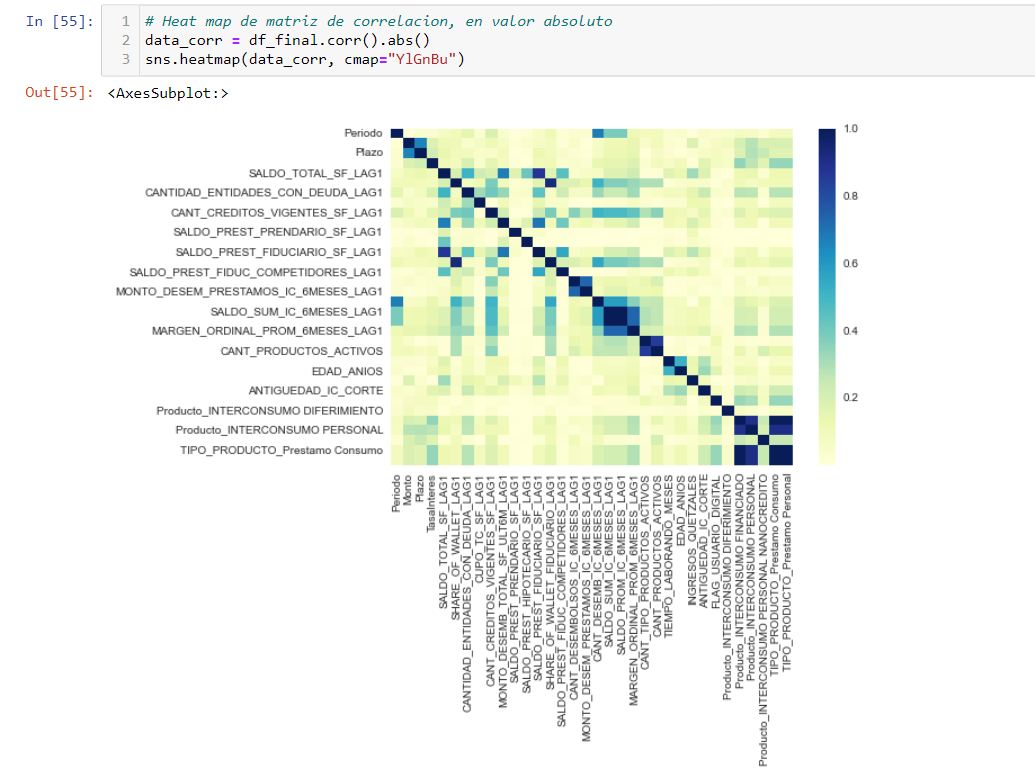 In [55]:
1 # Heat map de matriz de correlacion, en valor absoluto
2 data_corr = df_final.corr().abs()
3 sns.heatmap(data_corr, cmap="YlGnBu")
Out[55]: <AxesSubplot:>
Periodo
Plazo
SALDO_TOTAL_SF_LAG1
CANTIDAD_ENTIDADES_CON_DEUDA_LAG1
CANT_CREDITOS_VIGENTES_SF_LAG1
SALDO_PREST_PRENDARIO_SF_LAG1
SALDO_PREST_FIDUCIARIO_SF_LAG1
SALDO_PREST_FIDUC_COMPETIDORES_LAG1
MONTO_DESEM_PRESTAMOS_IC_6MESES_LAG1
SALDO_SUM_IC_6MESES_LAG1
MARGEN_ORDINAL_PROM_6MESES_LAG1
CANT_PRODUCTOS_ACTIVOS
EDAD_ANIOS
ANTIGUEDAD_IC_CORTE
Producto_INTERCONSUMO DIFERIMIENTO
Producto_INTERCONSUMO PERSONAL
TIPO_PRODUCTO_Prestamo Consumo
1.0
0.8
0.6
0.4
0.2
Periodo
Monto
Plazo
TasaInteres
SALDO_TOTAL_SF_LAG1
SHARE_OF_WALLET_LAG1
CANTIDAD_ENTIDADES_CON_DEUDA_LAG1
CUPO_TC_SF_LAG1
CANT_CREDITOS_VIGENTES_SF_LAG1
MONTO_DESEMB_TOTAL_SF_ULT6M_LAG1
SALDO_PREST_PRENDARIO_SF_LAG1
SALDO_PREST_HIPOTECARIO_SF_LAG1
SALDO_PREST_FIDUCIARIO_SF_LAG1
SHARE_OF_WALLET_FIDUCIARIO_LAG1
SALDO_PREST_FIDUC_COMPETIDORES_LAG1
CANT_DESEMBOLSOS_IC_6MESES_LAG1
MONTO_DESEM_PRESTAMOS_IC_6MESES_LAG1
CANT_DESEMB_IC_6MESES_LAG1
SALDO_SUM_IC_6MESES_LAG1
SALDO_PROM_IC_6MESES_LAG1
MARGEN_ORDINAL_PROM_6MESES_LAG1
CANT_TIPO_PRODUCTOS_ACTIVOS
CANT_PRODUCTOS_ACTIVOS
TIEMPO_LABORANDO_MESES
EDAD_ANIOS
INGRESOS_QUETZALES
ANTIGUEDAD_IC_CORTE
FLAG_USUARIO_DIGITAL
Producto_INTERCONSUMO DIFERIMIENTO
Producto_INTERCONSUMO FINANCIADO
Producto_INTERCONSUMO PERSONAL
Producto_INTERCONSUMO PERSONAL NANOCREDITO
TIPO_PRODUCTO_Prestamo Consumo
TIPO_PRODUCTO_Prestamo Personal